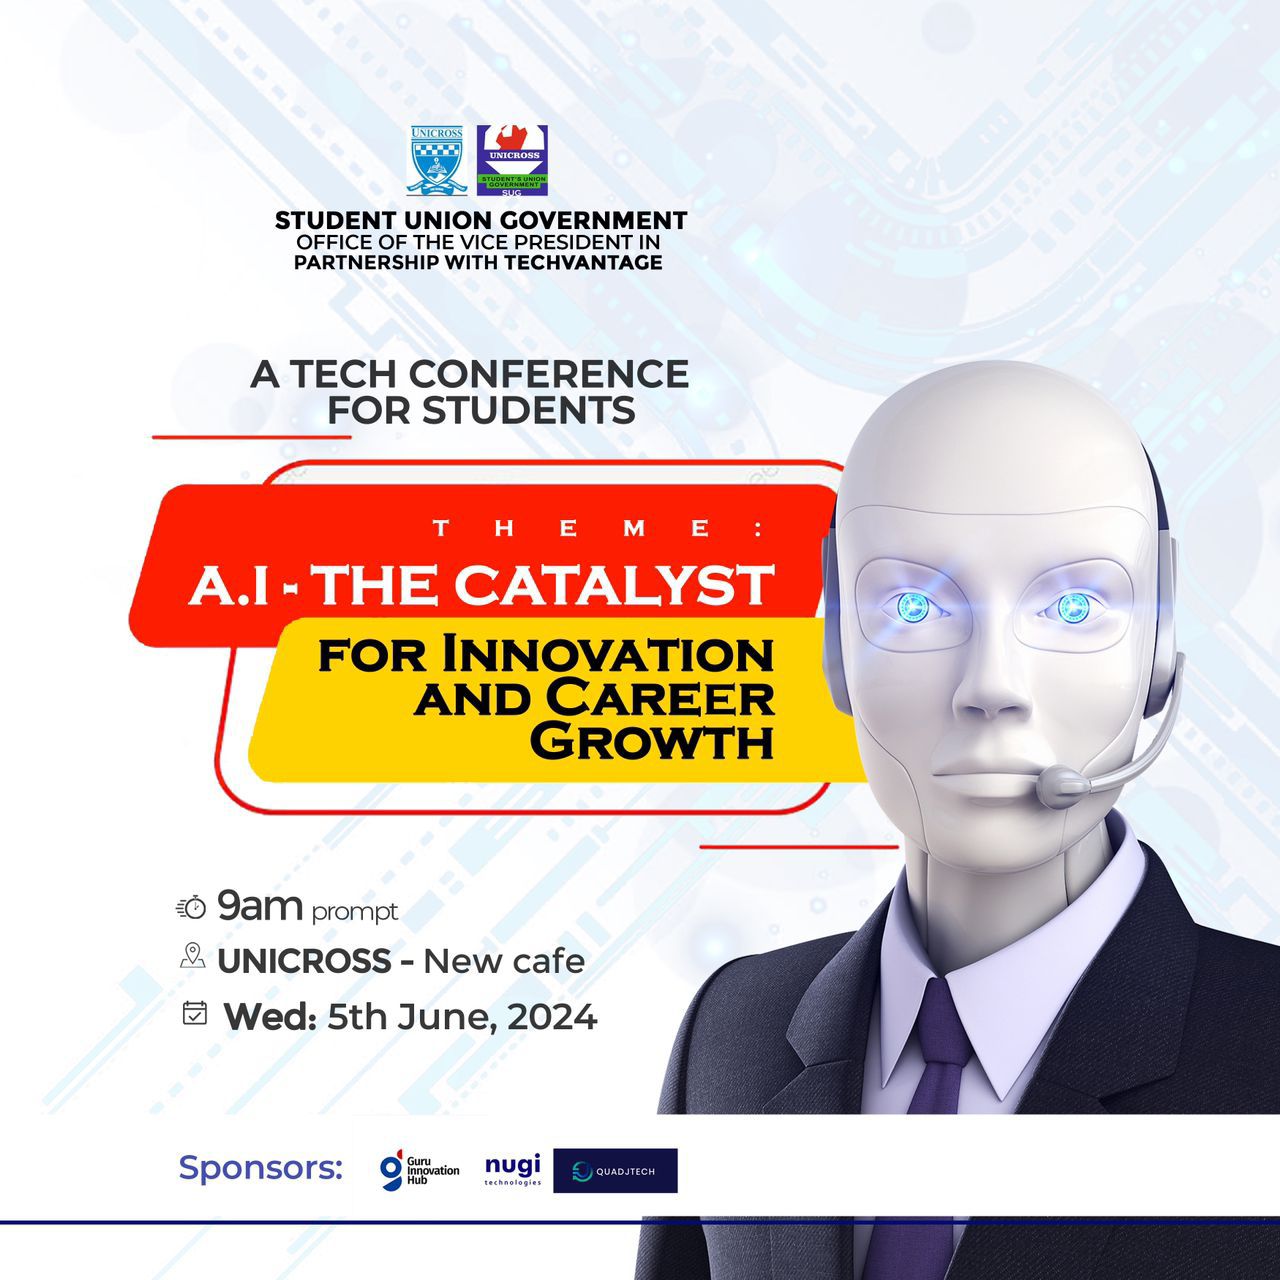 UNICROSS
UNICROSS
STUDENT'S UNION
GOVERNMENT
SUG
STUDENT UNION GOVERNMENT
OFFICE OF THE VICE PRESIDENT IN
PARTNERSHIP WITH TECHVANTAGE
A TECH CONFERENCE
FOR STUDENTS
THEME:
A.I - THE CATALYST
FOR INNOVATION
AND CAREER
GROWTH
9am prompt
UNICROSS - New cafe
Wed: 5th June, 2024
Sponsors:
Guru
Innovation
Hub
nugi
technologies
QUADJTECH